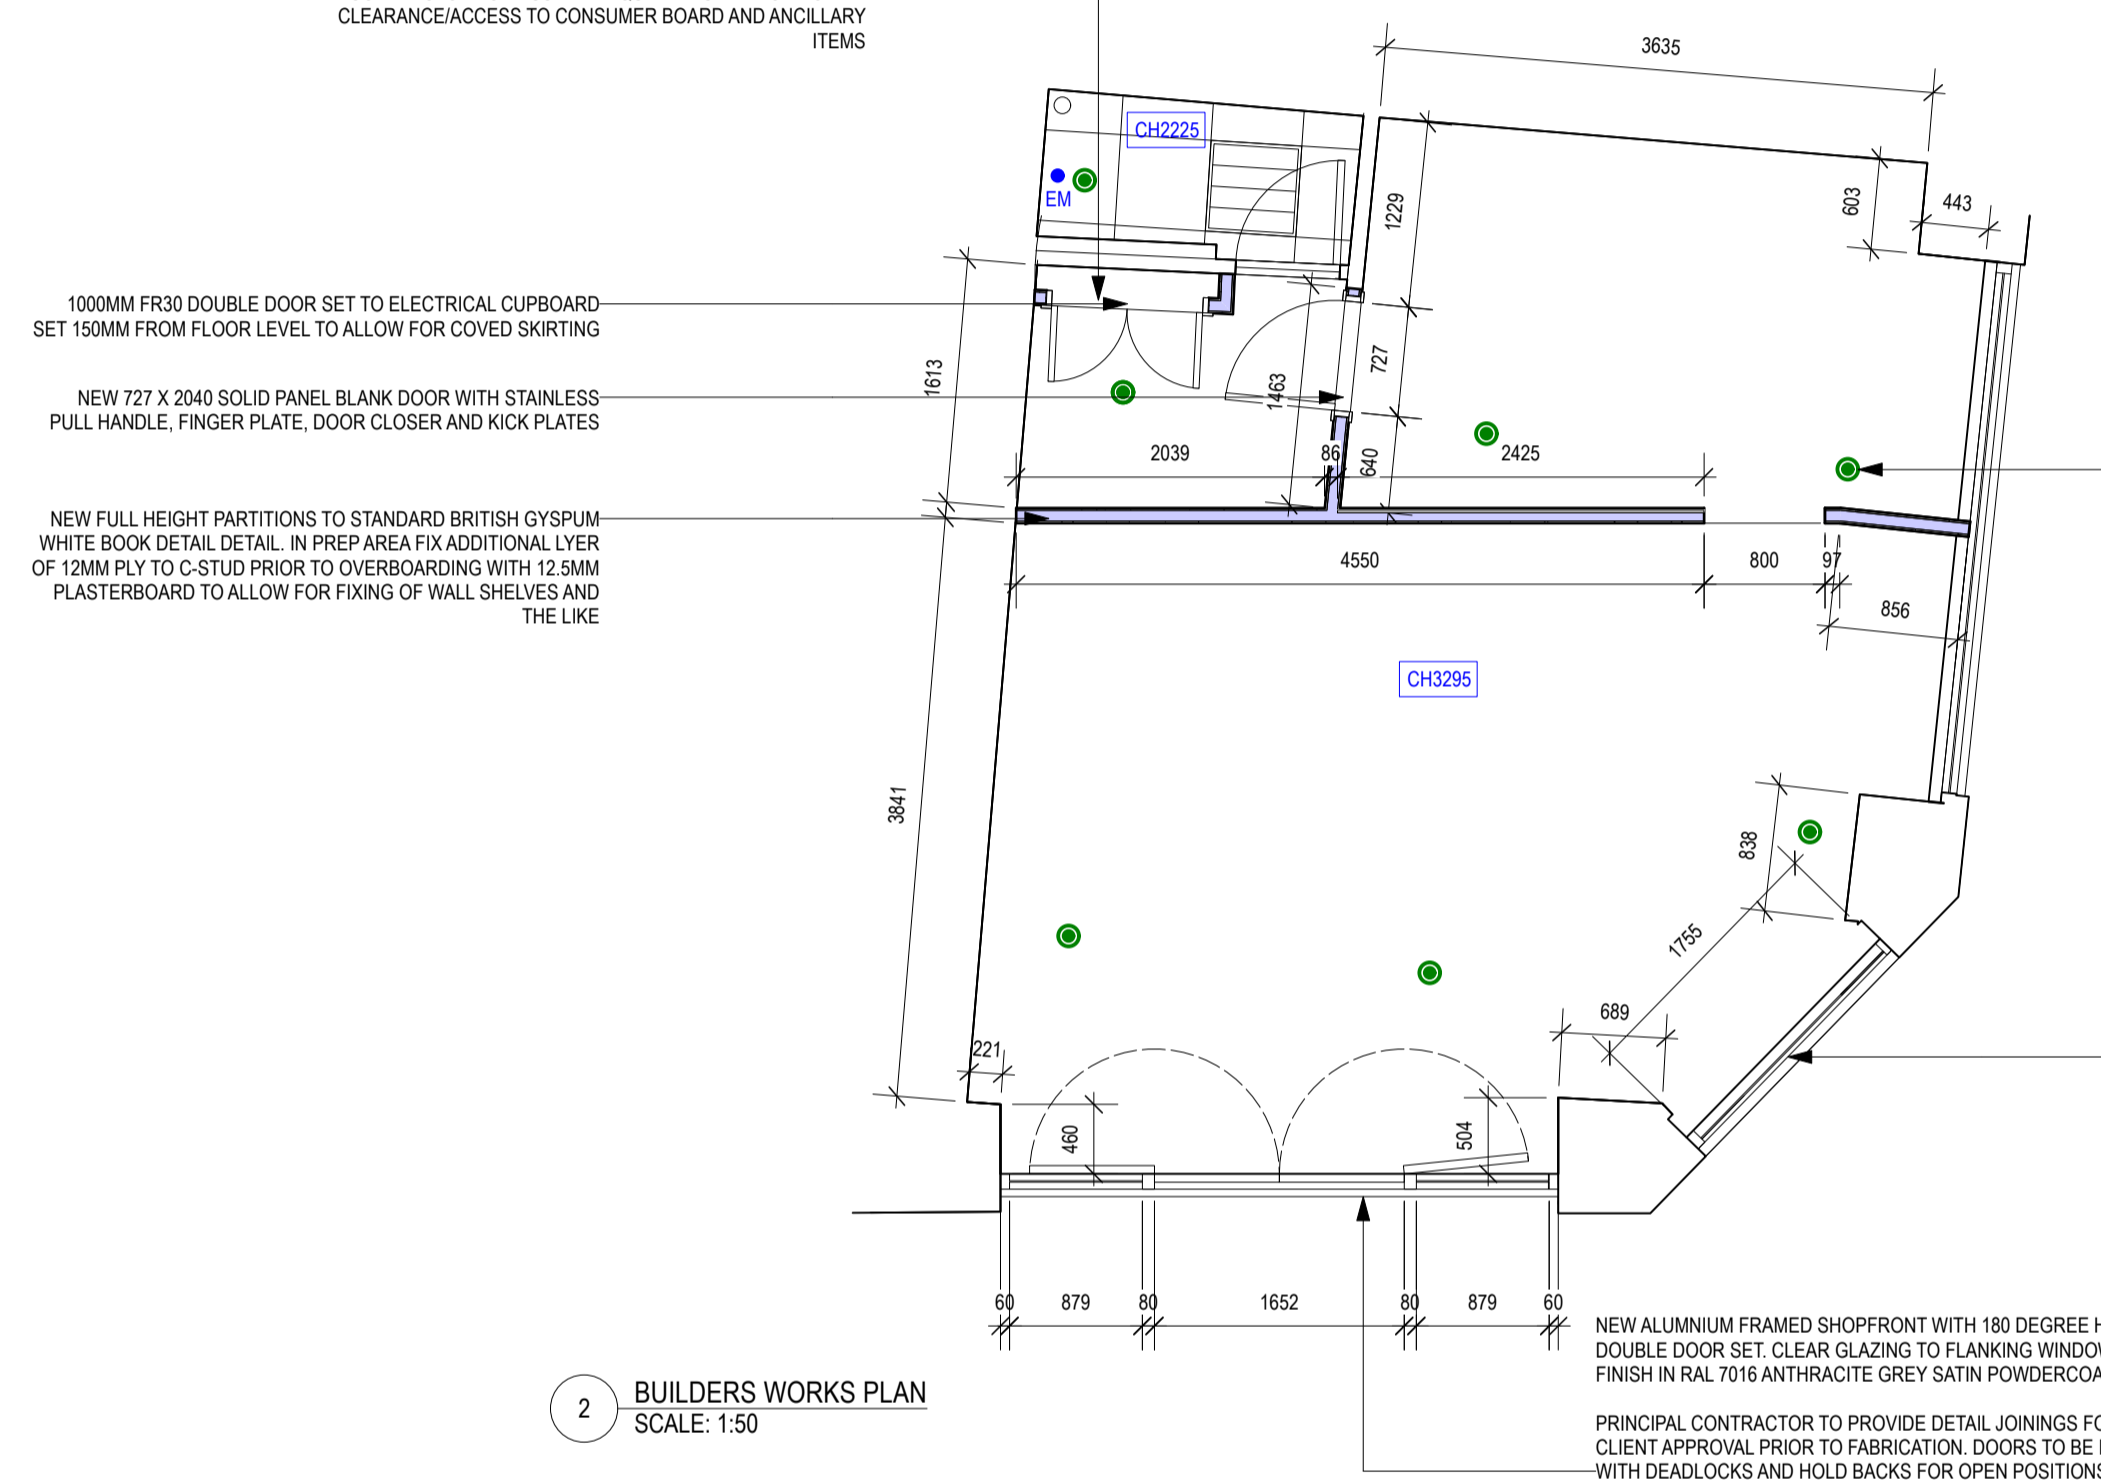 CLEARANCE/ACCESS TO CONSUMER BOARD AND ANCILLARY
ITEMS
3635
CH2225
EM
1229
603
443
1000MM FR30 DOUBLE DOOR SET TO ELECTRICAL CUPBOARD
SET 150MM FROM FLOOR LEVEL TO ALLOW FOR COVED SKIRTING
1613
1463
727
NEW 727 X 2040 SOLID PANEL BLANK DOOR WITH STAINLESS
PULL HANDLE, FINGER PLATE, DOOR CLOSER AND KICK PLATES
2039
86
640
2425
NEW FULL HEIGHT PARTITIONS TO STANDARD BRITISH GYSPUM
WHITE BOOK DETAIL DETAIL. IN PREP AREA FIX ADDITIONAL LYER
OF 12MM PLY TO C-STUD PRIOR TO OVERBOARDING WITH 12.5MM
PLASTERBOARD TO ALLOW FOR FIXING OF WALL SHELVES AND
THE LIKE
4550
800
97
856
CH3295
3841
838
1755
689
221
460
504
60
879
80
1652
80
879
60
NEW ALUMNIUM FRAMED SHOPFRONT WITH 180 DEGREE
DOUBLE DOOR SET. CLEAR GLAZING TO FLANKING WINDOW
FINISH IN RAL 7016 ANTHRACITE GREY SATIN POWDERCOA
PRINCIPAL CONTRACTOR TO PROVIDE DETAIL JOININGS FO
CLIENT APPROVAL PRIOR TO FABRICATION. DOORS TO BE
WITH DEADLOCKS AND HOLD BACKS FOR OPEN POSITIONS
2
BUILDERS WORKS PLAN
SCALE: 1:50